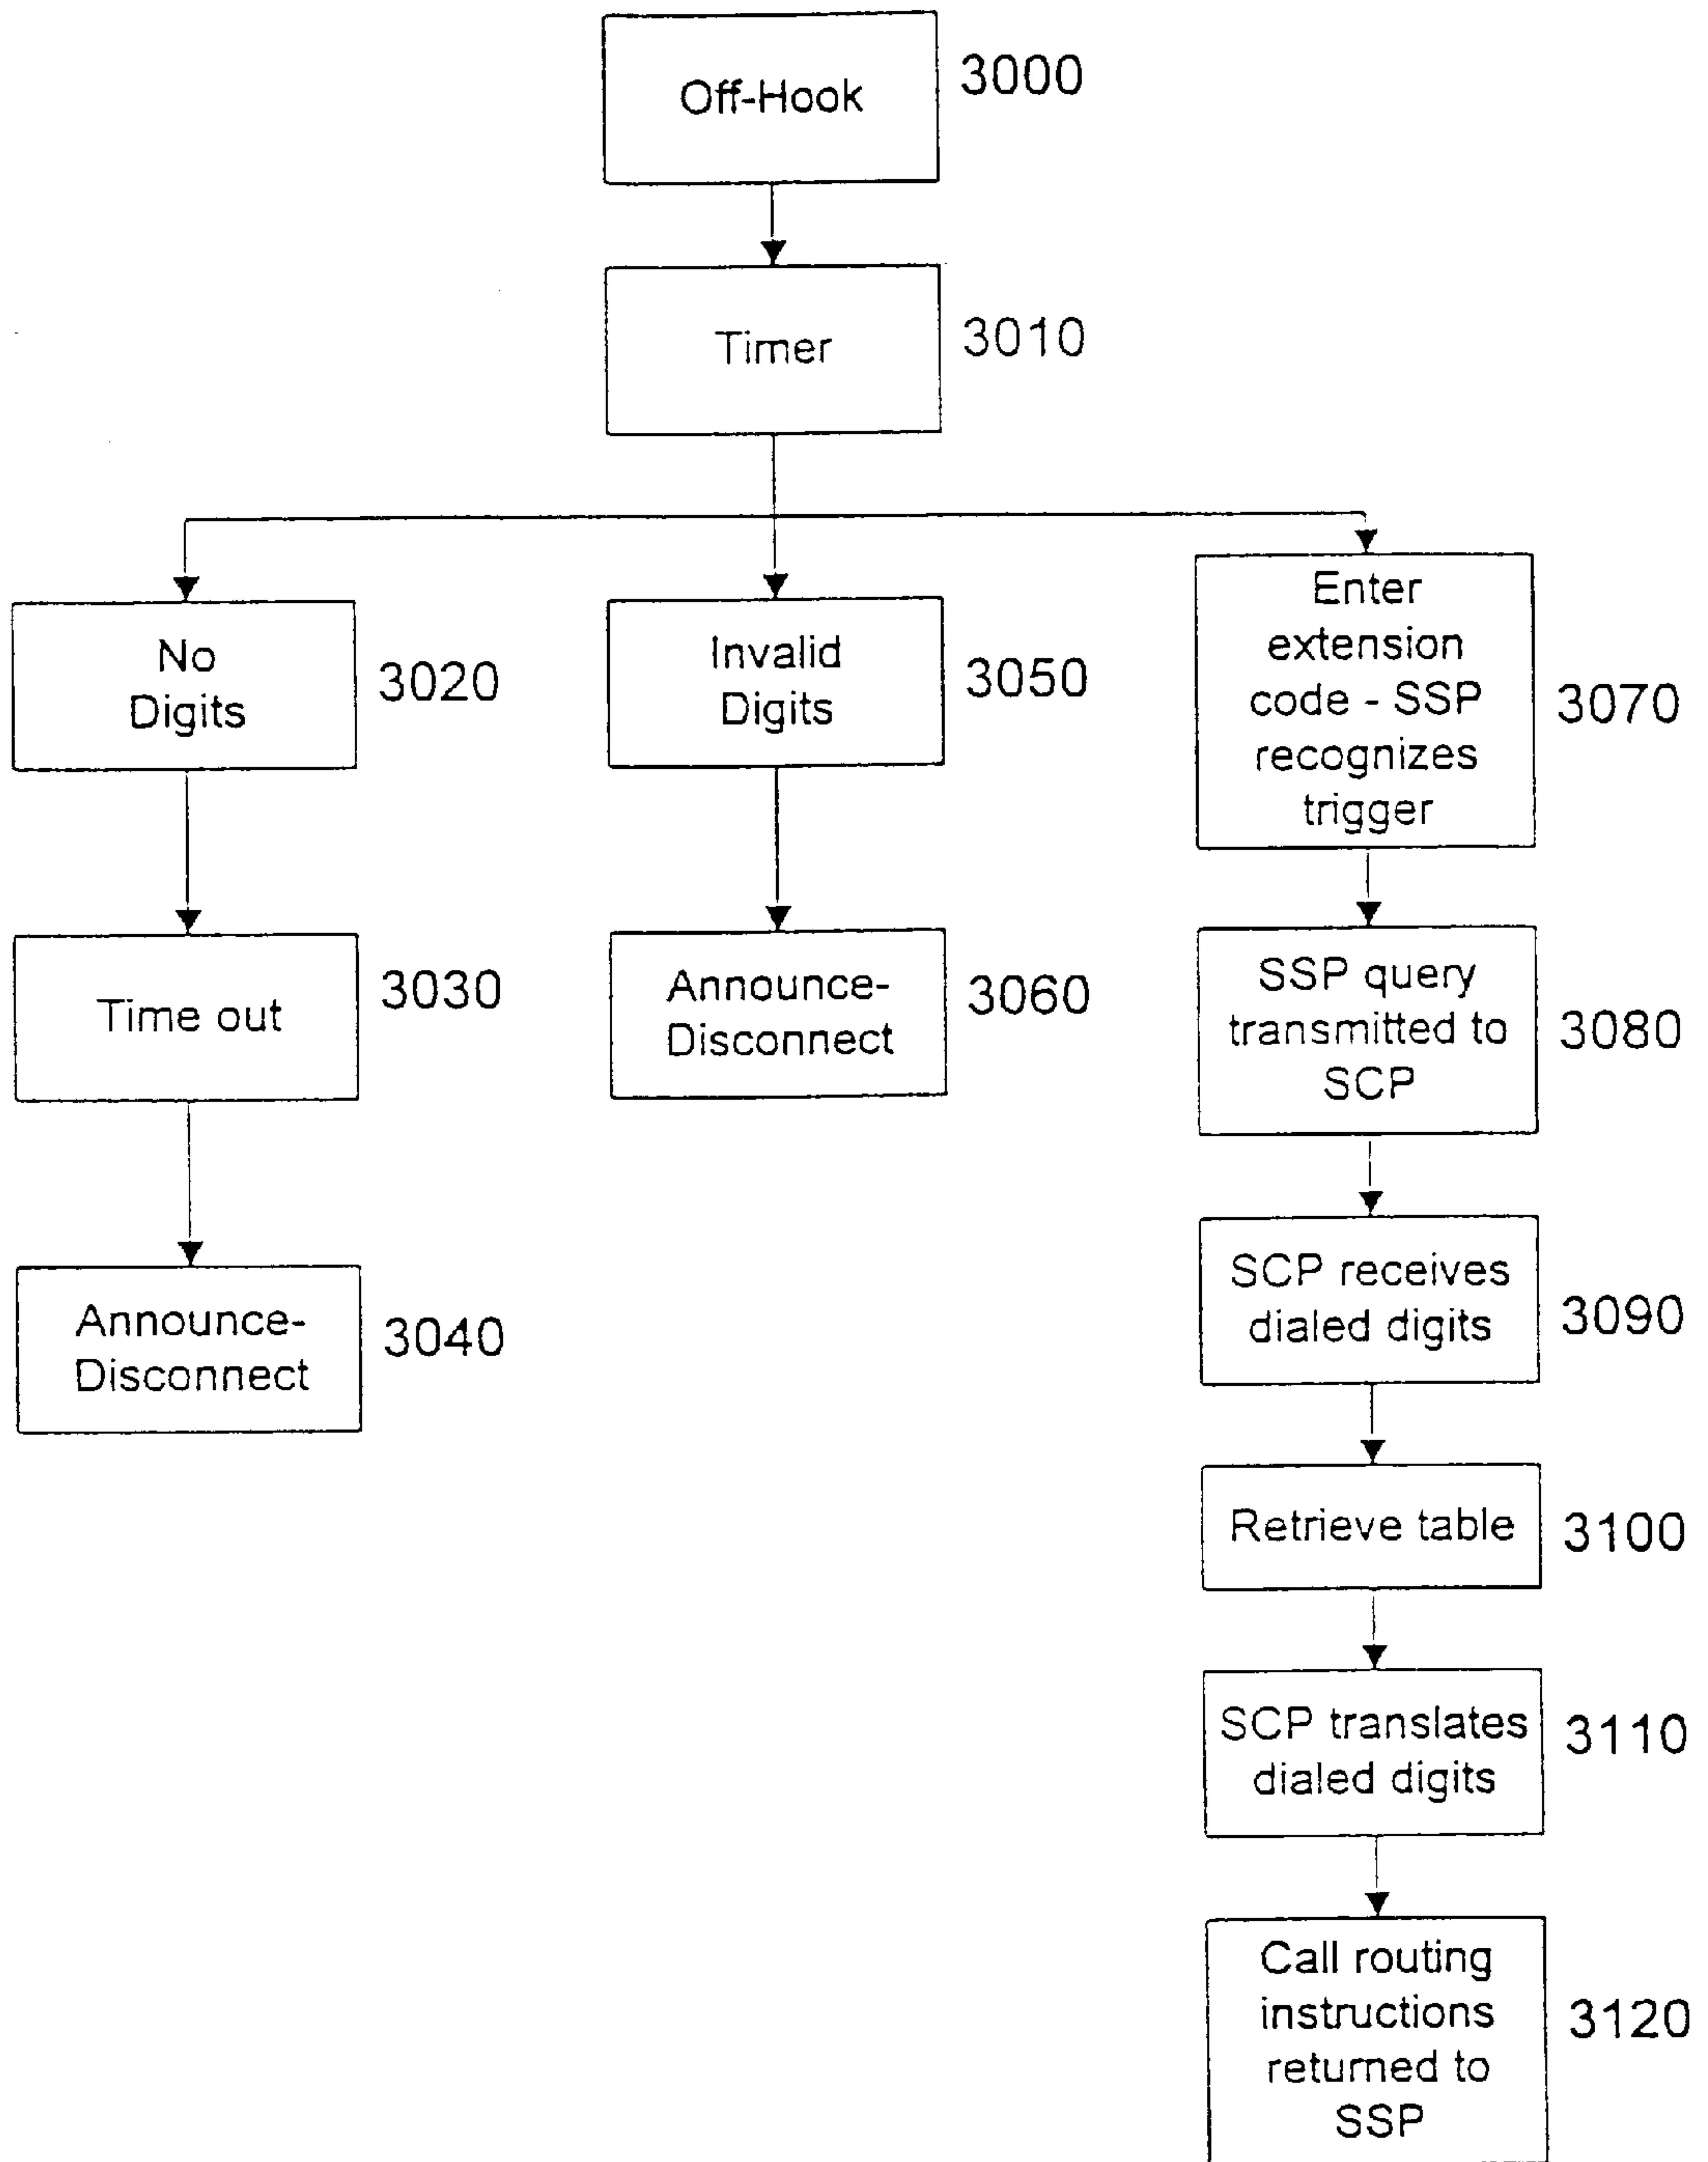 Off-Hook
3000
Timer
3010
No
Digits
3020
Invalid
Digits
3050
Enter
extension
code - SSP
recognizes
trigger
3070
Time out
3030
Announce-
Disconnect
3060
SSP query
transmitted to
SCP
3080
Announce-
Disconnect
3040
SCP receives
dialed digits
3090
Retrieve table
3100
SCP translates
dialed digits
3110
Call routing
instructions
returned to
SSP
3120